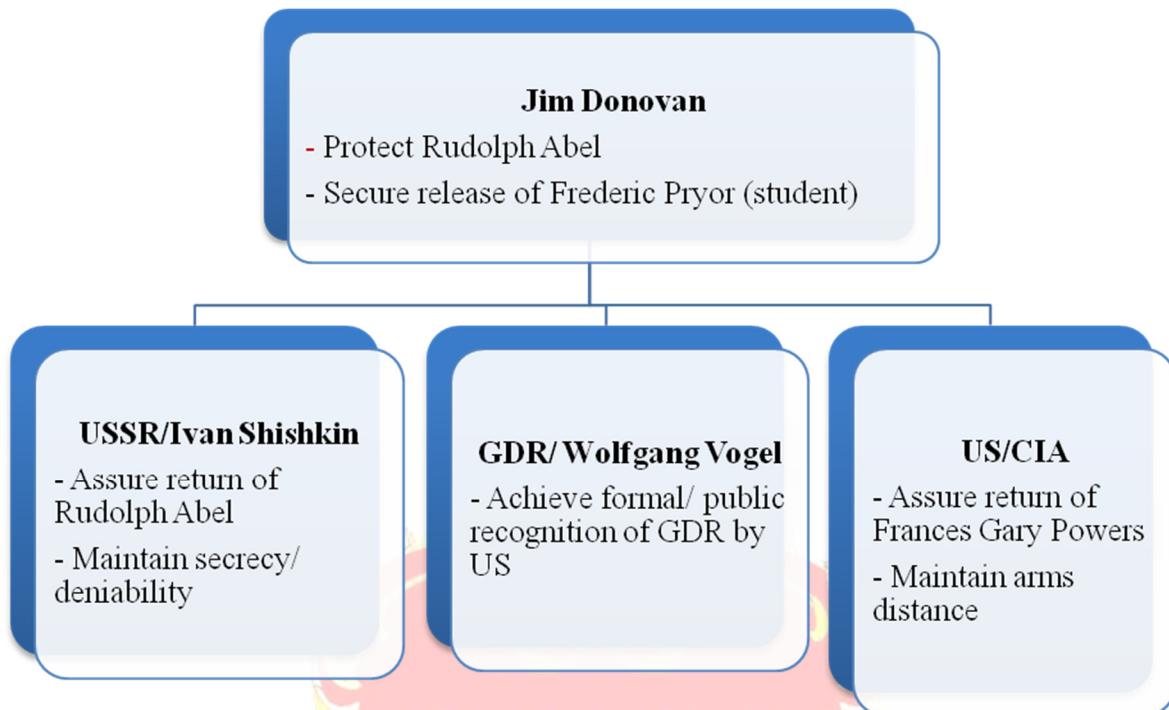 Jim Donovan
- Protect Rudolph Abel
- Secure release of Frederic Pryor (student)
USSR/Ivan Shishkin
- Assure return of
Rudolph Abel
- Maintain secrecy/
deniability
GDR/ Wolfgang Vogel
- Achieve formal/ public
recognition of GDR by
US
US/CIA
- Assure return of
Frances Gary Powers
- Maintain arms
distance